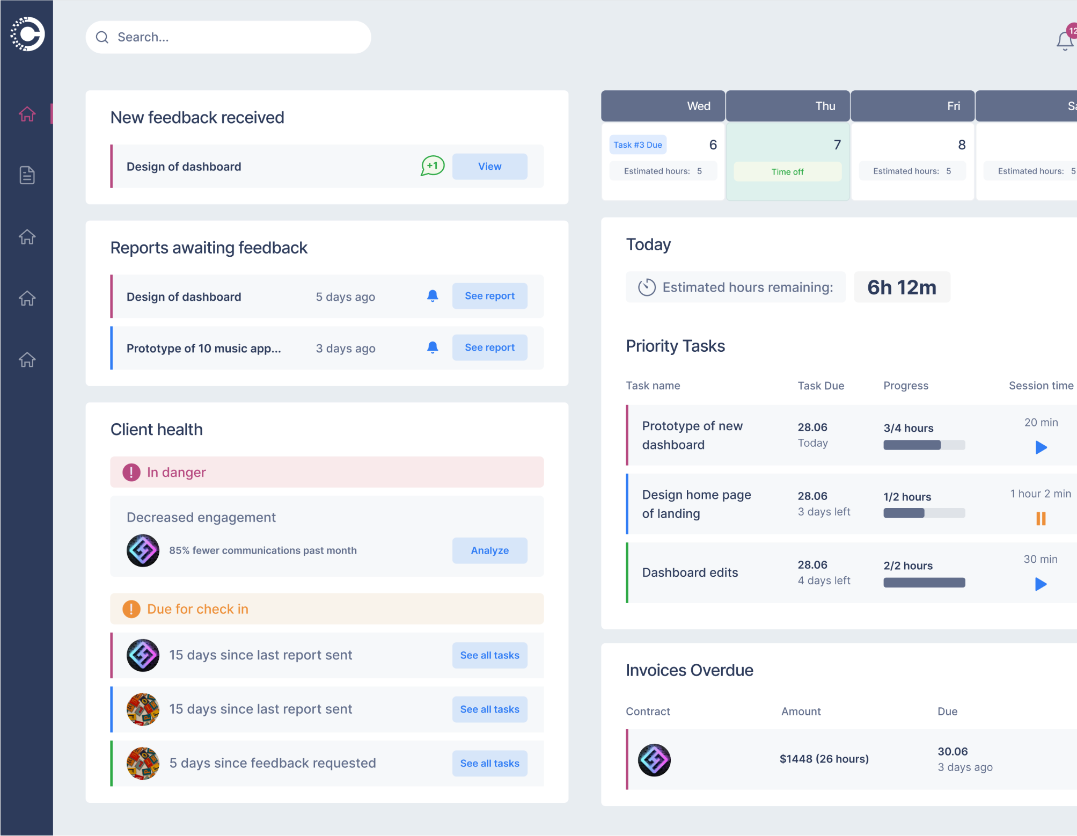 Search...
12
New feedback received
Design of dashboard
+1
View
Reports awaiting feedback
Design of dashboard 5 days ago See report
Prototype of 10 music app... 3 days ago See report
Client health
! In danger
Decreased engagement
85% fewer communications past month
Analyze
! Due for check in
15 days since last report sent See all tasks
15 days since last report sent See all tasks
5 days since feedback requested See all tasks
Wed Thu Fri Sa
Task #3 Due 6 7 8
Estimated hours: 5 Time off Estimated hours: 5 Estimated hours: 5
Today
Estimated hours remaining: 6h 12m
Priority Tasks
Task name Task Due Progress Session time
Prototype of new
dashboard
28.06
Today
3/4 hours
20 min
Design home page
of landing
28.06
3 days left
1/2 hours
1 hour 2 min
Dashboard edits
28.06
4 days left
2/2 hours
30 min
Invoices Overdue
Contract Amount Due
$1448 (26 hours)
30.06
3 days ago